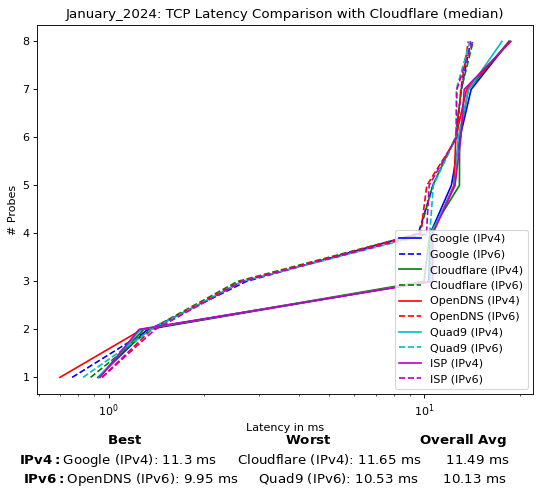 January_2024: TCP Latency Comparison with Cloudflare (median)
8
7
6
5
4
3
2
1
# Probes
Google (IPv4)
Google (IPv6)
Cloudflare (IPv4)
Cloudflare (IPv6)
OpenDNS (IPv4)
OpenDNS (IPv6)
Quad9 (IPv4)
Quad9 (IPv6)
ISP (IPv4)
ISP (IPv6)
10⁰ 10¹
Latency in ms
Best Worst Overall Avg
IPv4: Google (IPv4): 11.3 ms Cloudflare (IPv4): 11.65 ms 11.49 ms
IPv6: OpenDNS (IPv6): 9.95 ms Quad9 (IPv6): 10.53 ms 10.13 ms